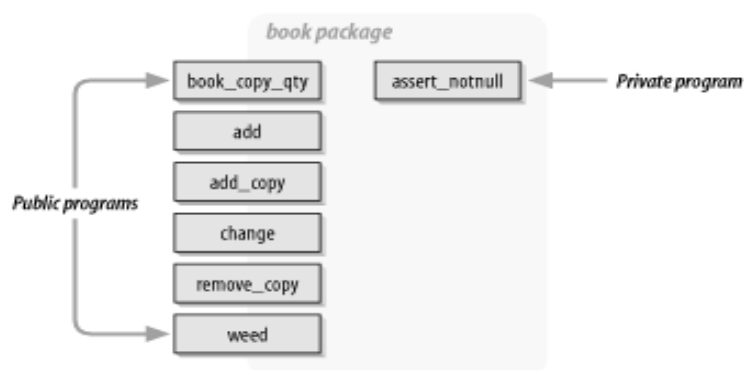 book package
book_copy_qty
assert_notnull
Private program
add
add_copy
Public programs
change
remove_copy
weed